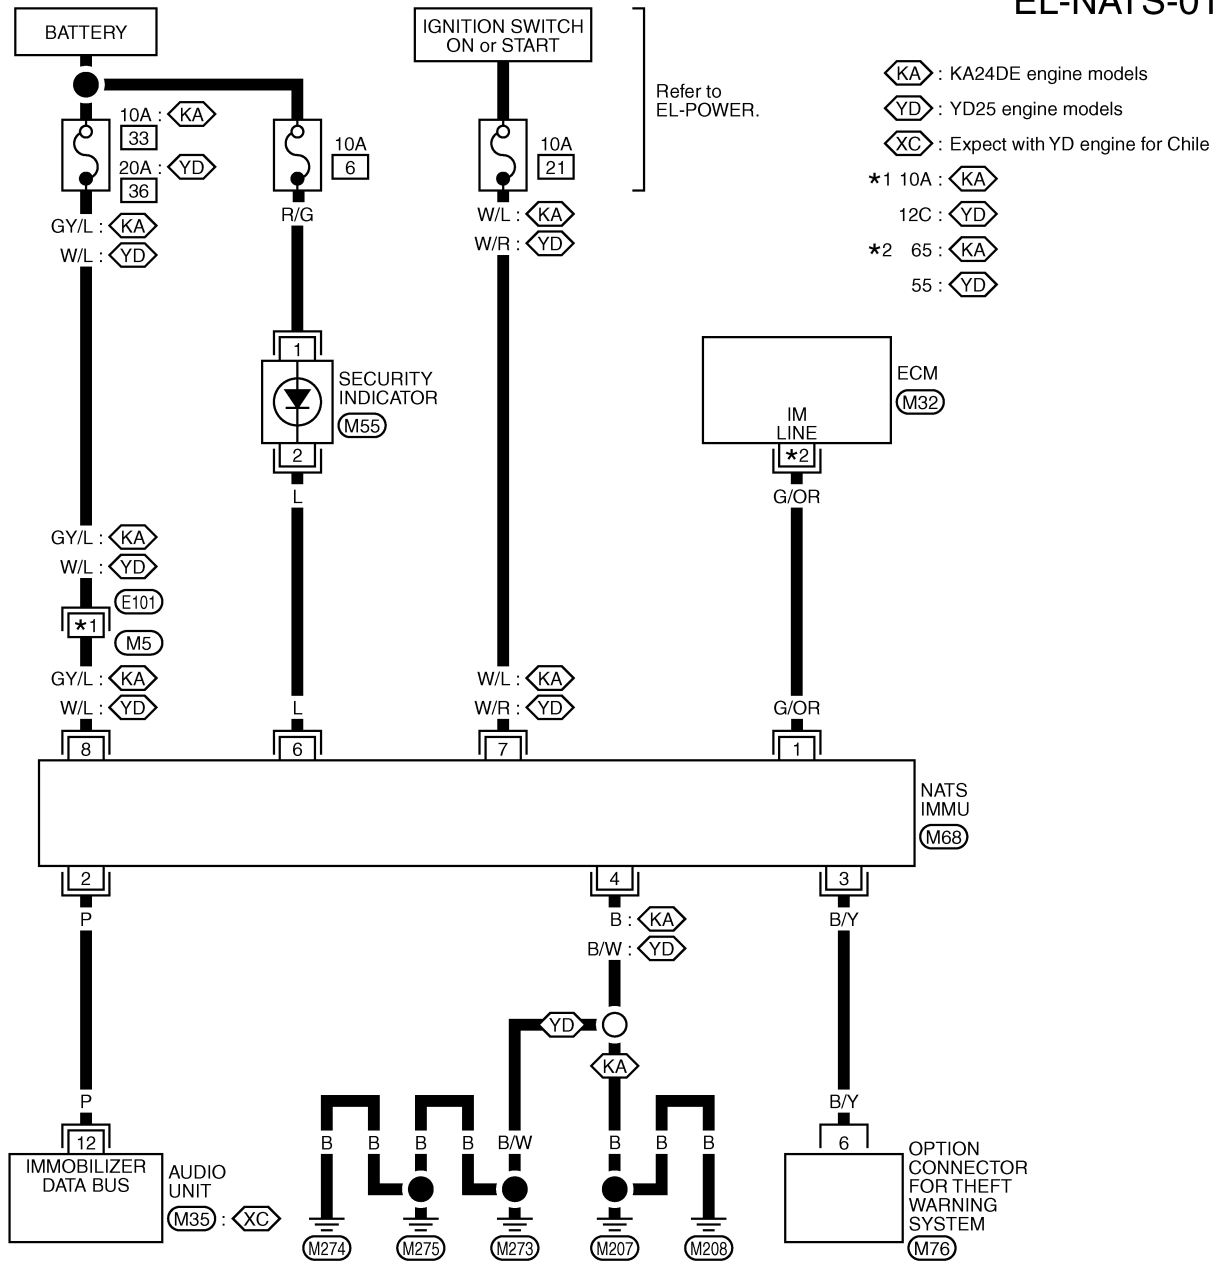 EL-NATS-01
BATTERY
IGNITION SWITCH
ON or START
Refer to
EL-POWER.
KA : KA24DE engine models
YD : YD25 engine models
XC : Expect with YD engine for Chile
*1 10A : KA
12C : YD
*2 65 : KA
55 : YD
10A : KA
33
20A : YD
36
10A
6
10A
21
GY/L : KA
W/L : YD
R/G
W/L : KA
W/R : YD
1
SECURITY
INDICATOR
M55
2
L
ECM
M32
IM
LINE
*2
G/OR
GY/L : KA
W/L : YD
E101
*1
M5
GY/L : KA
W/L : YD
L
W/L : KA
W/R : YD
G/OR
8
6
7
1
NATS
IMMU
M68
2
4
3
P
B : KA
B/W : YD
B/Y
YD
KA
P
B/Y
12
B
B
B
B
B/W
B
B
B
6
IMMOBILIZER
DATA BUS
AUDIO
UNIT
M35 : XC
OPTION
CONNECTOR
FOR THEFT
WARNING
SYSTEM
M76
M274
M275
M273
M207
M208